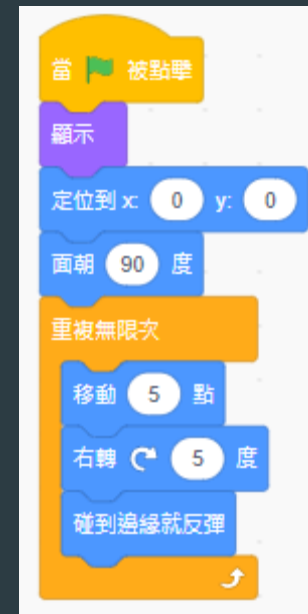 當 被點擊
顯示
定位到 x: 0 y: 0
面朝 90 度
重複無限次
移動 5 點
右轉 5 度
碰到邊緣就反彈